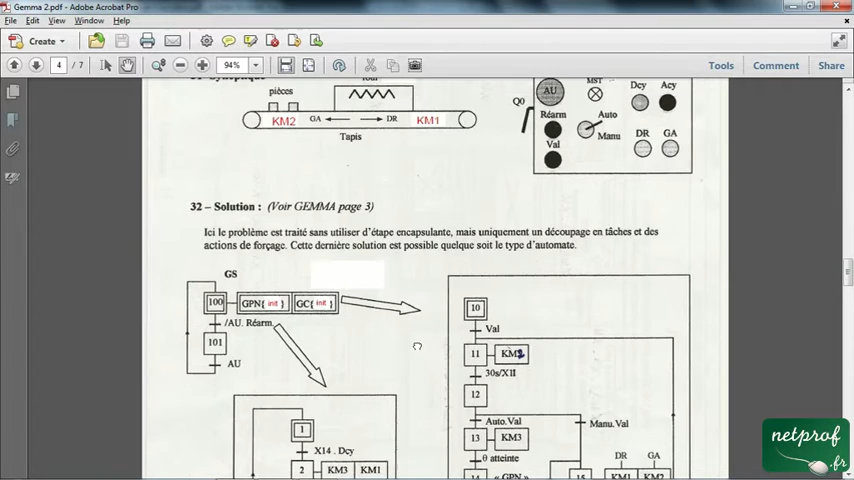 Gemma 2.pdf - Adobe Acrobat Pro
File Edit View Window Help
Create
4 / 7
94%
Tools Comment Share
pièces
KM2 GA DR KM1
Tapis
Q0
AU
MST
Dcy Acy
Réarm
Auto
Manu
Val
DR GA
32 – Solution : (Voir GEMMA page 3)
Ici le problème est traité sans utiliser d'étape encapsulante, mais uniquement un découpage en tâches et des
actions de forçage. Cette dernière solution est possible quelque soit le type d'automate.
GS
100 GPN{ init } GC{ init }
/AU. Réarm.
101
AU
1
X14 . Dcy
2 KM3 KM1
10
Val
11
30s/X11
12
Auto.Val Manu.Val
13 KM3
θ atteinte
DR GA
« GPN »
15
KM1 KM2
netprof
.fr